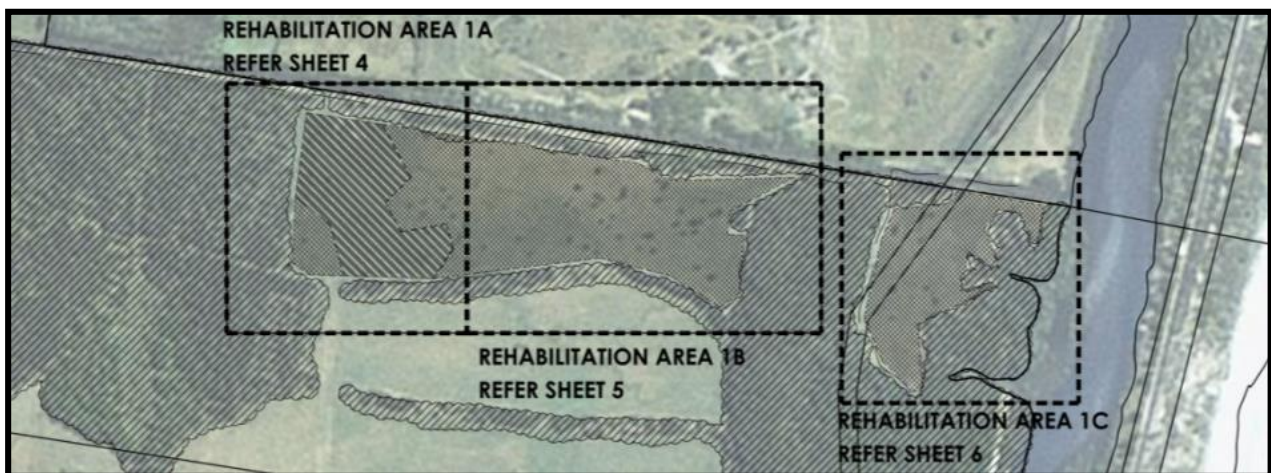 REHABILITATION AREA 1A
REFER SHEET 4
REHABILITATION AREA 1B
REFER SHEET 5
REHABILITATION AREA 1C
REFER SHEET 6